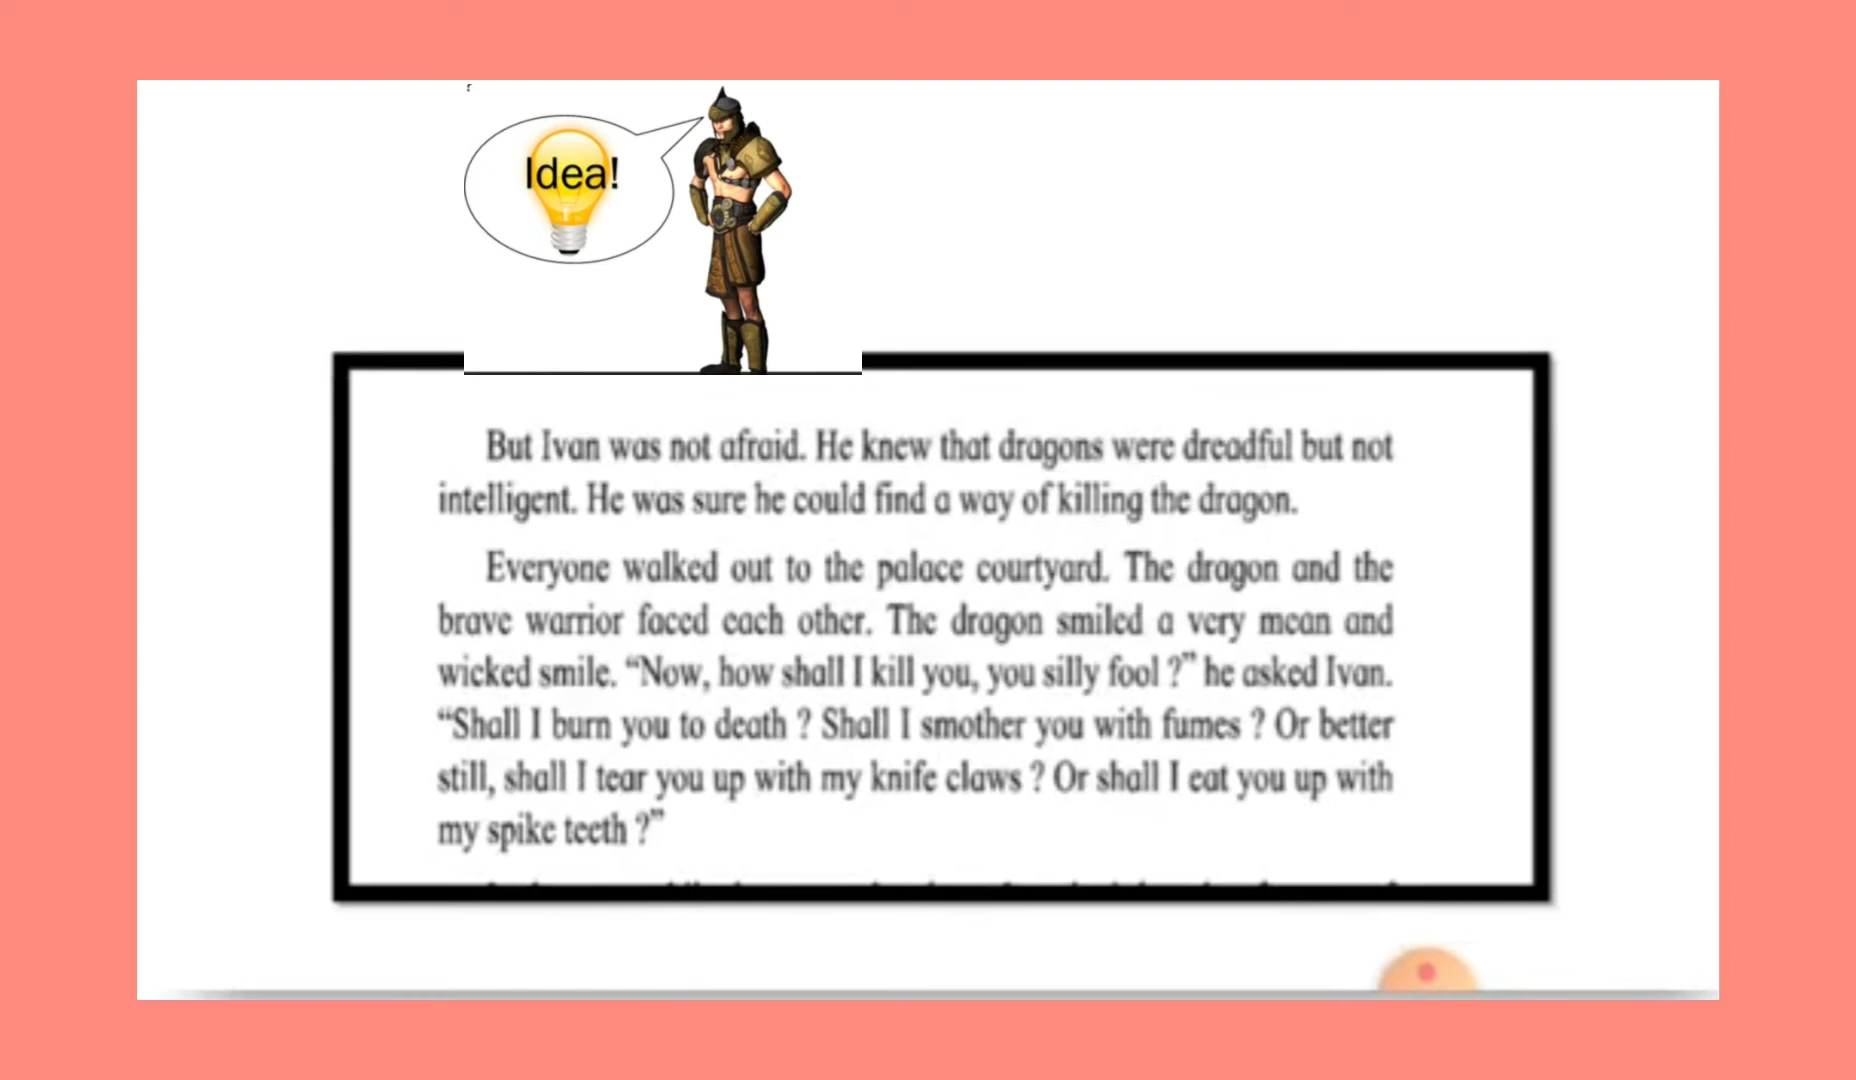 Idea!
But Ivan was not afraid. He knew that dragons were dreadful but not
intelligent. He was sure he could find a way of killing the dragon.
Everyone walked out to the palace courtyard. The dragon and the
brave warrior faced each other. The dragon smiled a very mean and
wicked smile. “Now, how shall I kill you, you silly fool ?” he asked Ivan.
“Shall I burn you to death ? Shall I smother you with fumes ? Or better
still, shall I tear you up with my knife claws ? Or shall I eat you up with
my spike teeth ?”